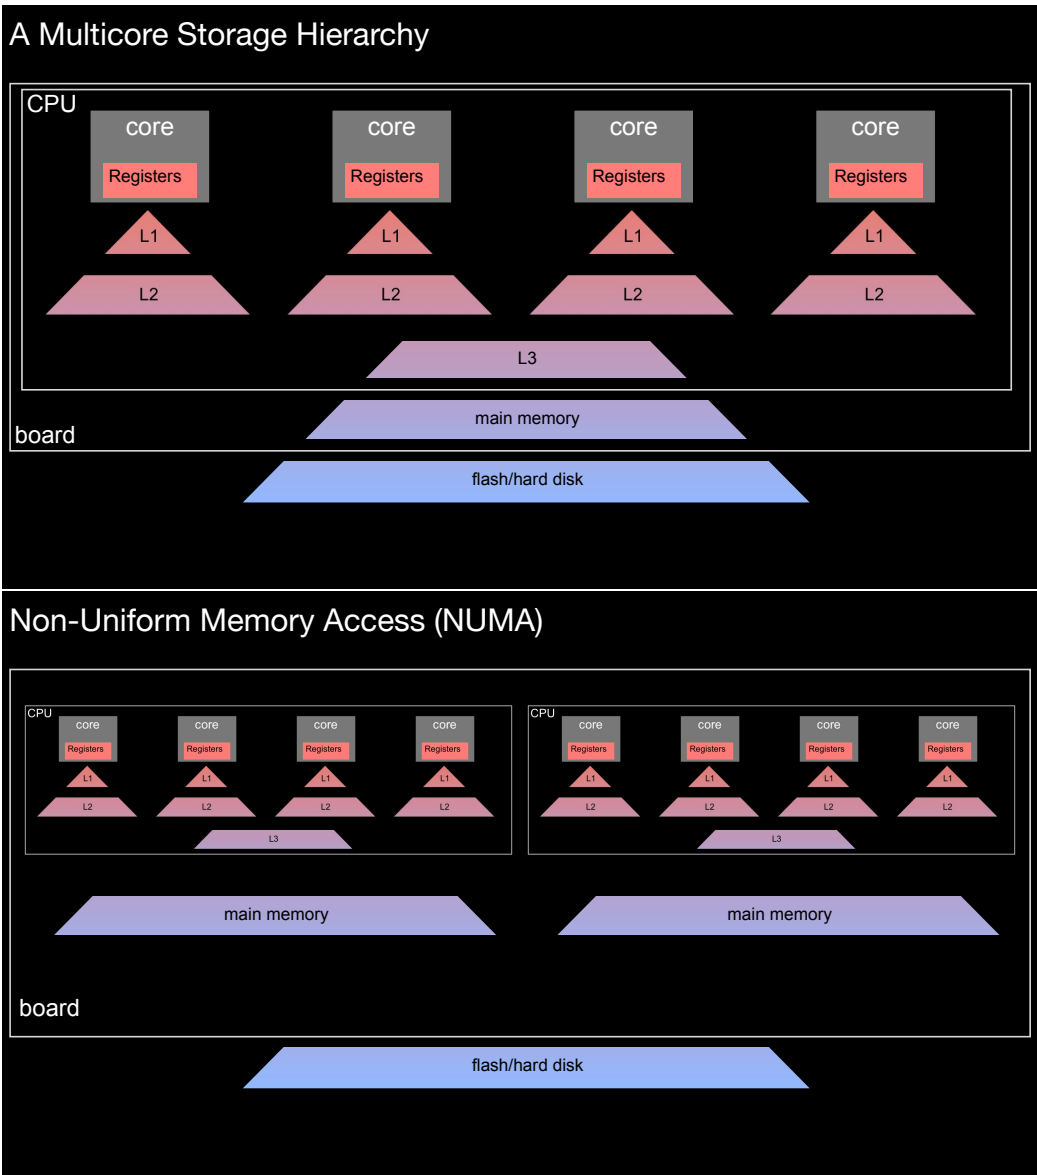 A Multicore Storage Hierarchy
CPU
core core core core
Registers Registers Registers Registers
L1 L1 L1 L1
L2 L2 L2 L2
L3
main memory
board
flash/hard disk
Non-Uniform Memory Access (NUMA)
CPU CPU
core core core core core core core core
Registers Registers Registers Registers Registers Registers Registers Registers
L1 L1 L1 L1 L1 L1 L1 L1
L2 L2 L2 L2 L2 L2 L2 L2
L3 L3
main memory main memory
board
flash/hard disk